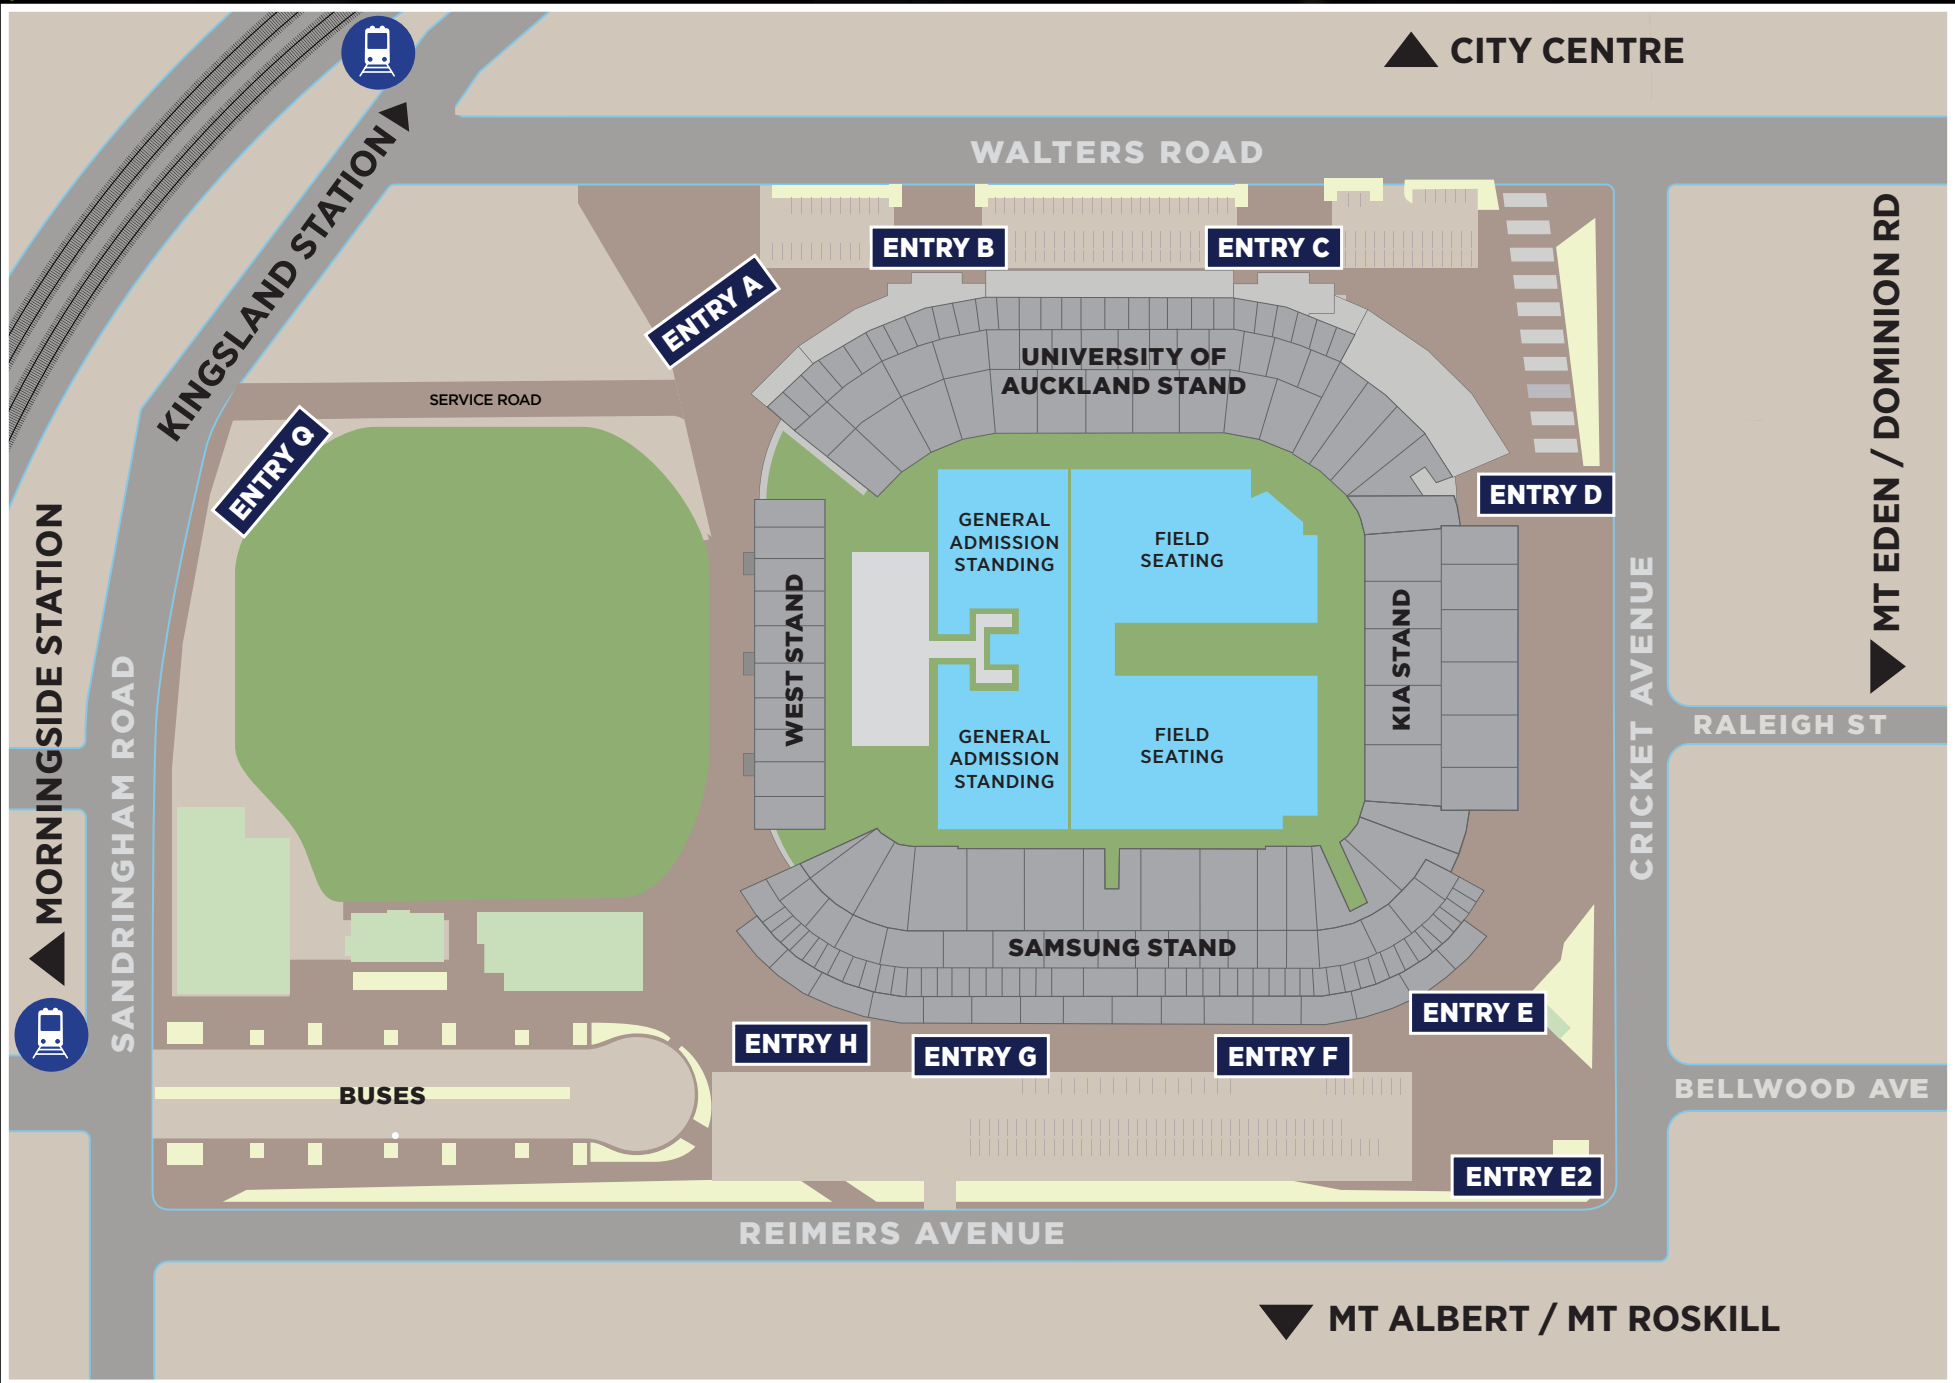 CITY CENTRE
WALTERS ROAD
KINGSLAND STATION
ENTRY B
ENTRY C
ENTRY A
MT EDEN / DOMINION RD
UNIVERSITY OF
AUCKLAND STAND
SERVICE ROAD
ENTRY Q
ENTRY D
GENERAL
ADMISSION
STANDING
FIELD
SEATING
MORNINGSIDE STATION
SANDRINGHAM ROAD
WEST STAND
KIA STAND
CRICKET AVENUE
RALEIGH ST
GENERAL
ADMISSION
STANDING
FIELD
SEATING
SAMSUNG STAND
ENTRY E
ENTRY H
ENTRY G
ENTRY F
BUSES
BELLWOOD AVE
ENTRY E2
REIMERS AVENUE
MT ALBERT / MT ROSKILL